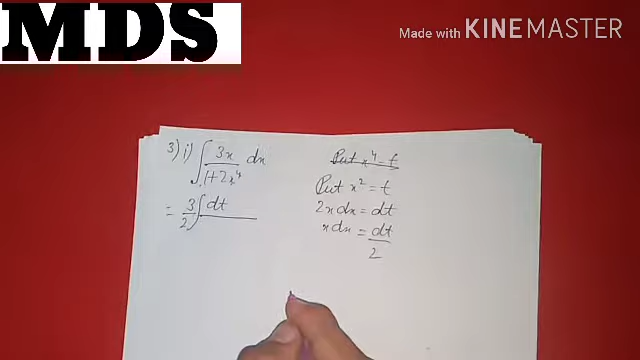 MDS
Made with KINEMASTER
3) i) ∫ 3x / 1+2x⁴ dx
= 3/2 ∫ dt
Put x⁴ = t
Put x² = t
2x dx = dt
x dx = dt / 2